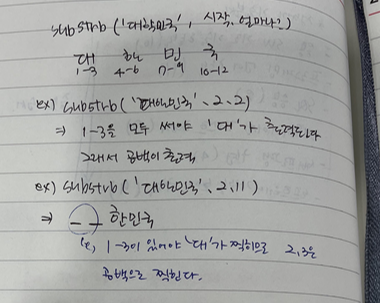 substrb('대한민국', 시작, 얼마나?)
대 한 민 국
1-3 4-6 7-9 10-12
ex) substrb('대한민국', 2, 2)
⇒ 1-3을 모두 써야 '대'가 출력된다
그래서 공백이 출력
ex) substrb('대한민국', 2, 11)
⇒ _ _ 한민국
1-3이 있어야 '대'가 찍히므로 2,3은
공백으로 찍힌다.